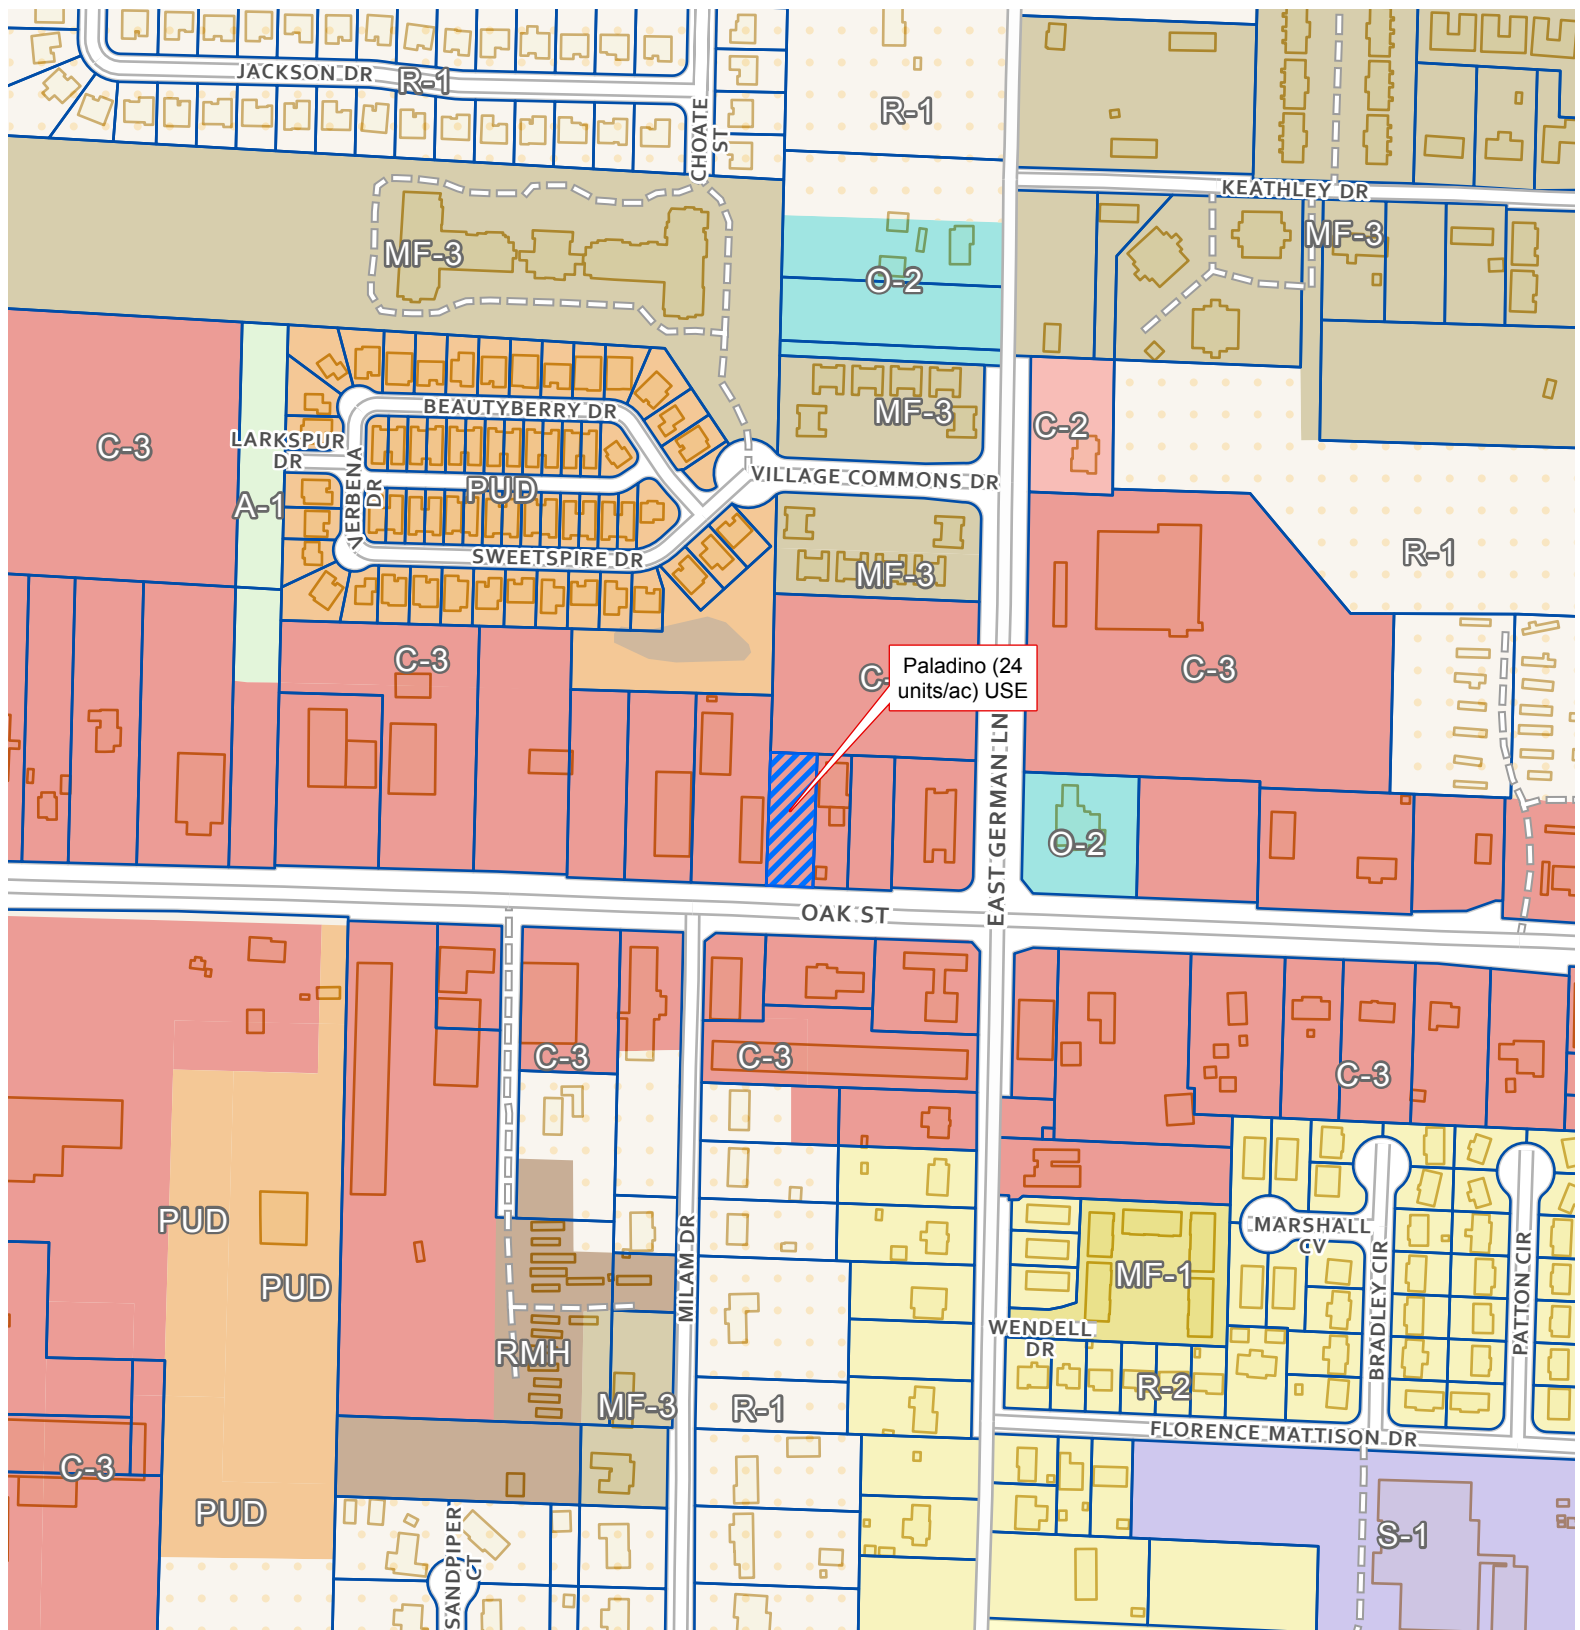 JACKSON DR
R-1
CHOATE
ST
R-1
KEATHLEY DR
MF-3
MF-3
O-2
C-3
BEAUTYBERRY DR
MF-3
C-2
LARKSPUR
DR
VERBENA
DR
PUD
VILLAGE COMMONS DR
A-1
SWEETSPIRE DR
MF-3
R-1
C-3
C-
Paladino (24
units/ac) USE
C-3
EAST GERMAN LN
O-2
OAK ST
C-3
C-3
C-3
PUD
PUD
MILAM DR
MARSHALL
CV
BRADLEY CIR
PATTON CIR
MF-1
RMH
WENDELL
DR
MF-3
R-1
R-2
FLORENCE MATTISON DR
C-3
PUD
SANDPIPER
CT
S-1